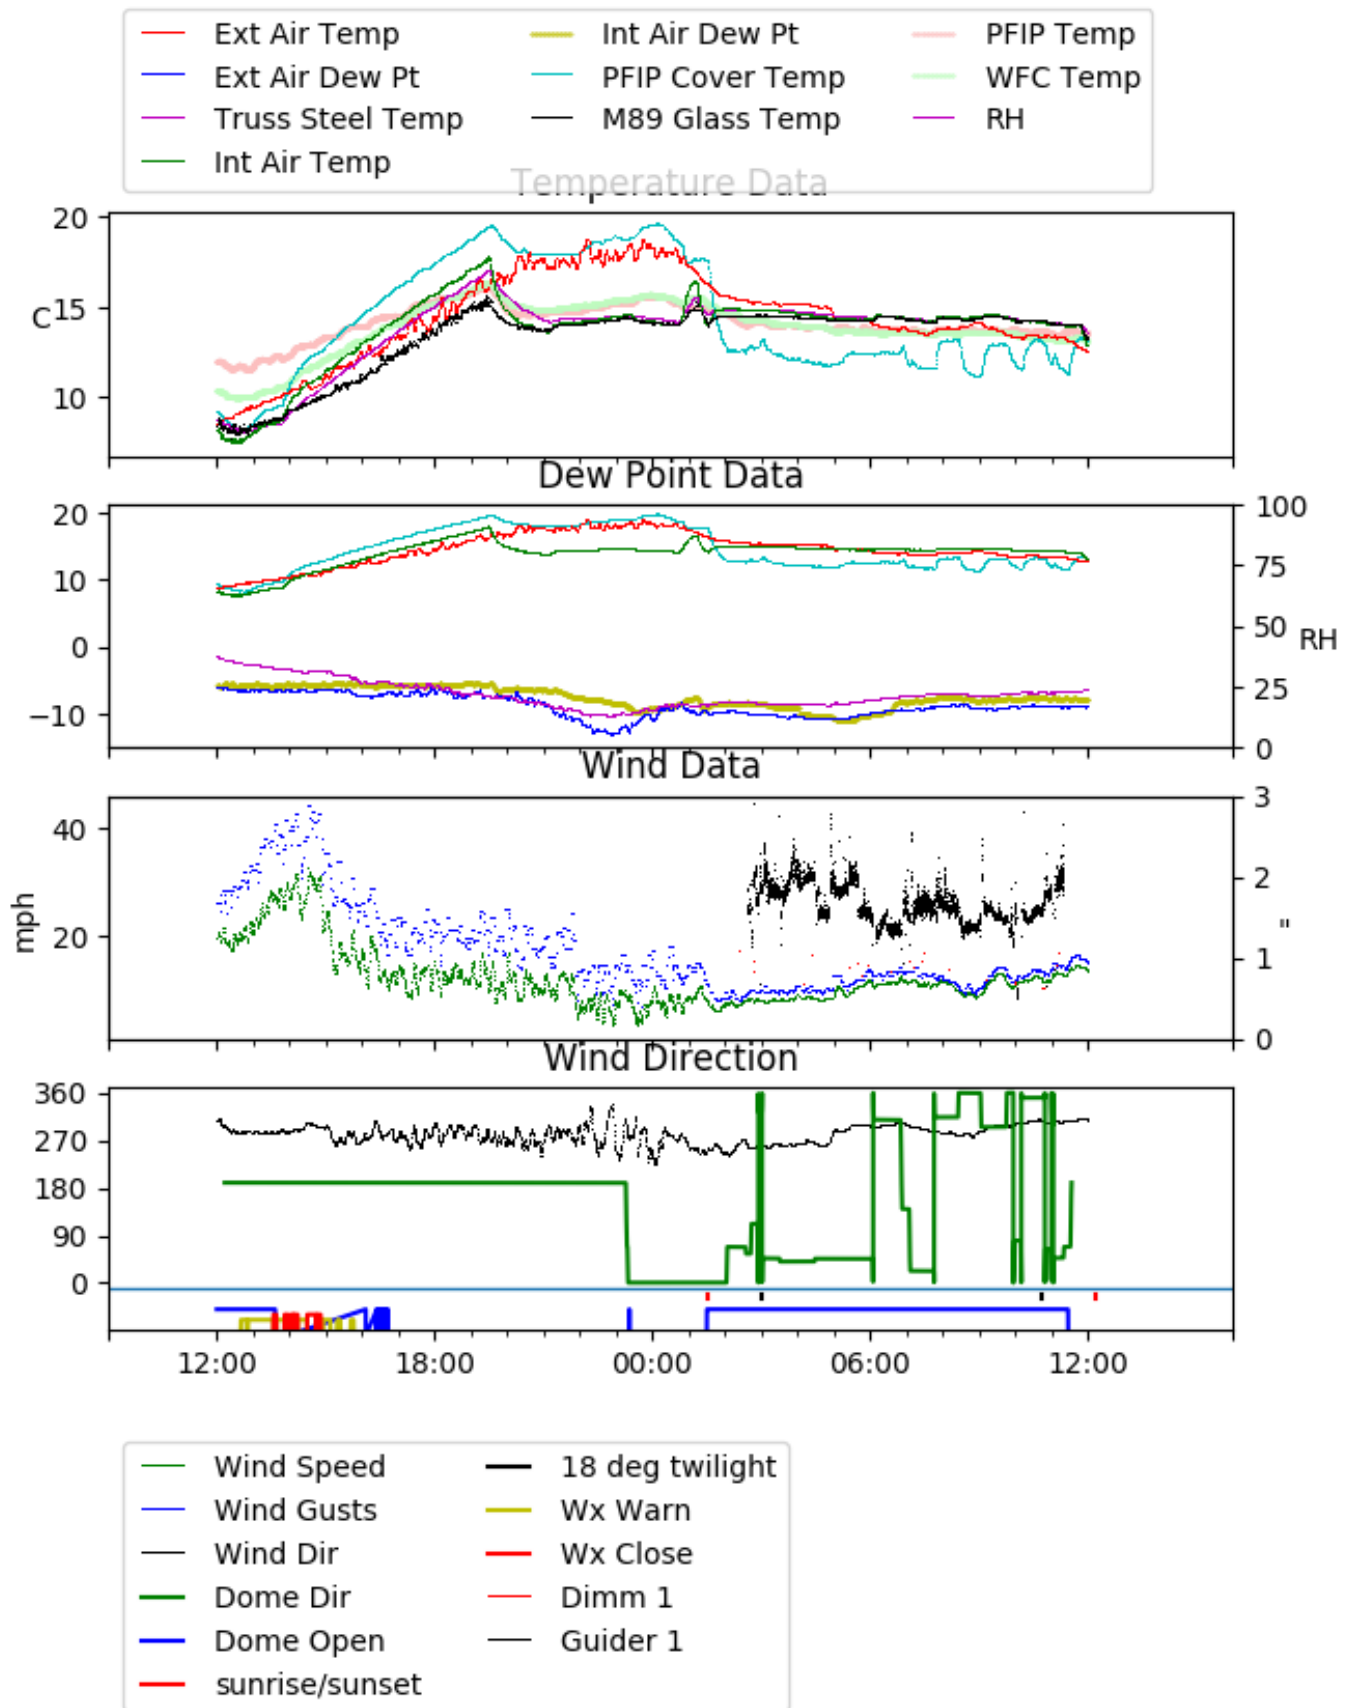 Ext Air Temp Int Air Dew Pt PFIP Temp
Ext Air Dew Pt PFIP Cover Temp WFC Temp
Truss Steel Temp M89 Glass Temp RH
Int Air Temp
Temperature Data
20
15
C
10
Dew Point Data
20 100
10 75
0 50 RH
−10 25
0
Wind Data
40 3
2
mph
20 "
1
0
Wind Direction
360
270
180
90
0
12:00 18:00 00:00 06:00 12:00
Wind Speed 18 deg twilight
Wind Gusts Wx Warn
Wind Dir Wx Close
Dome Dir Dimm 1
Dome Open Guider 1
sunrise/sunset